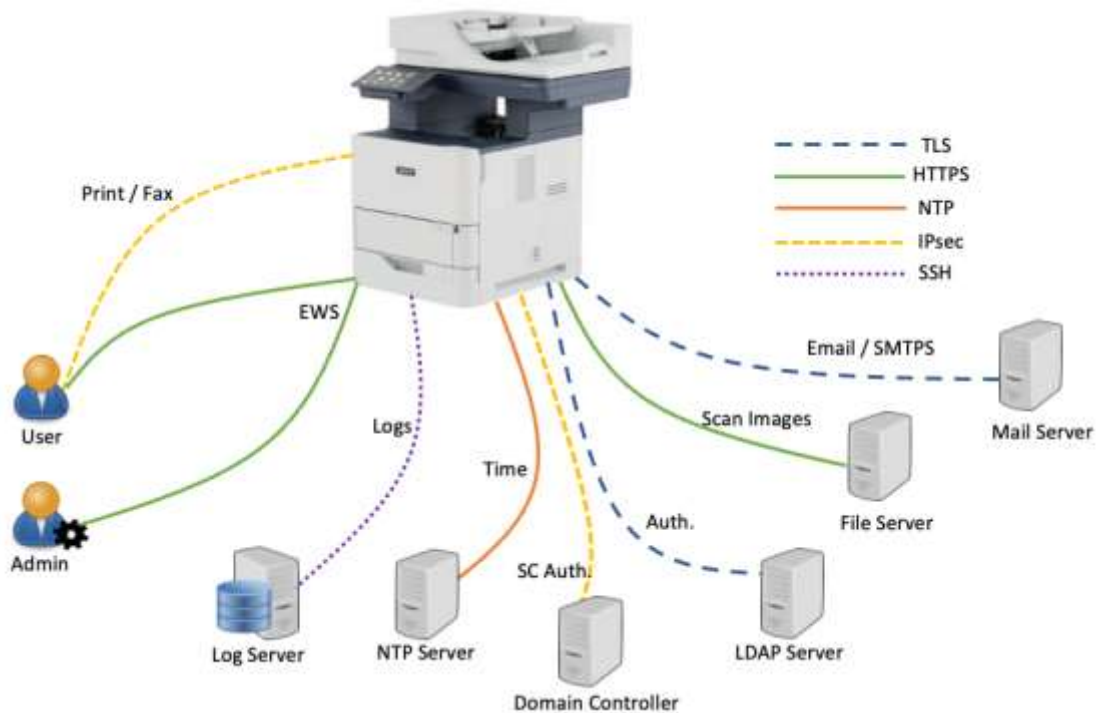 TLS
HTTPS
NTP
IPsec
SSH
Print / Fax
EWS
Email / SMTPS
User
Logs
Scan Images
Mail Server
Time
Admin
Auth.
File Server
SC Auth.
Log Server
NTP Server
LDAP Server
Domain Controller